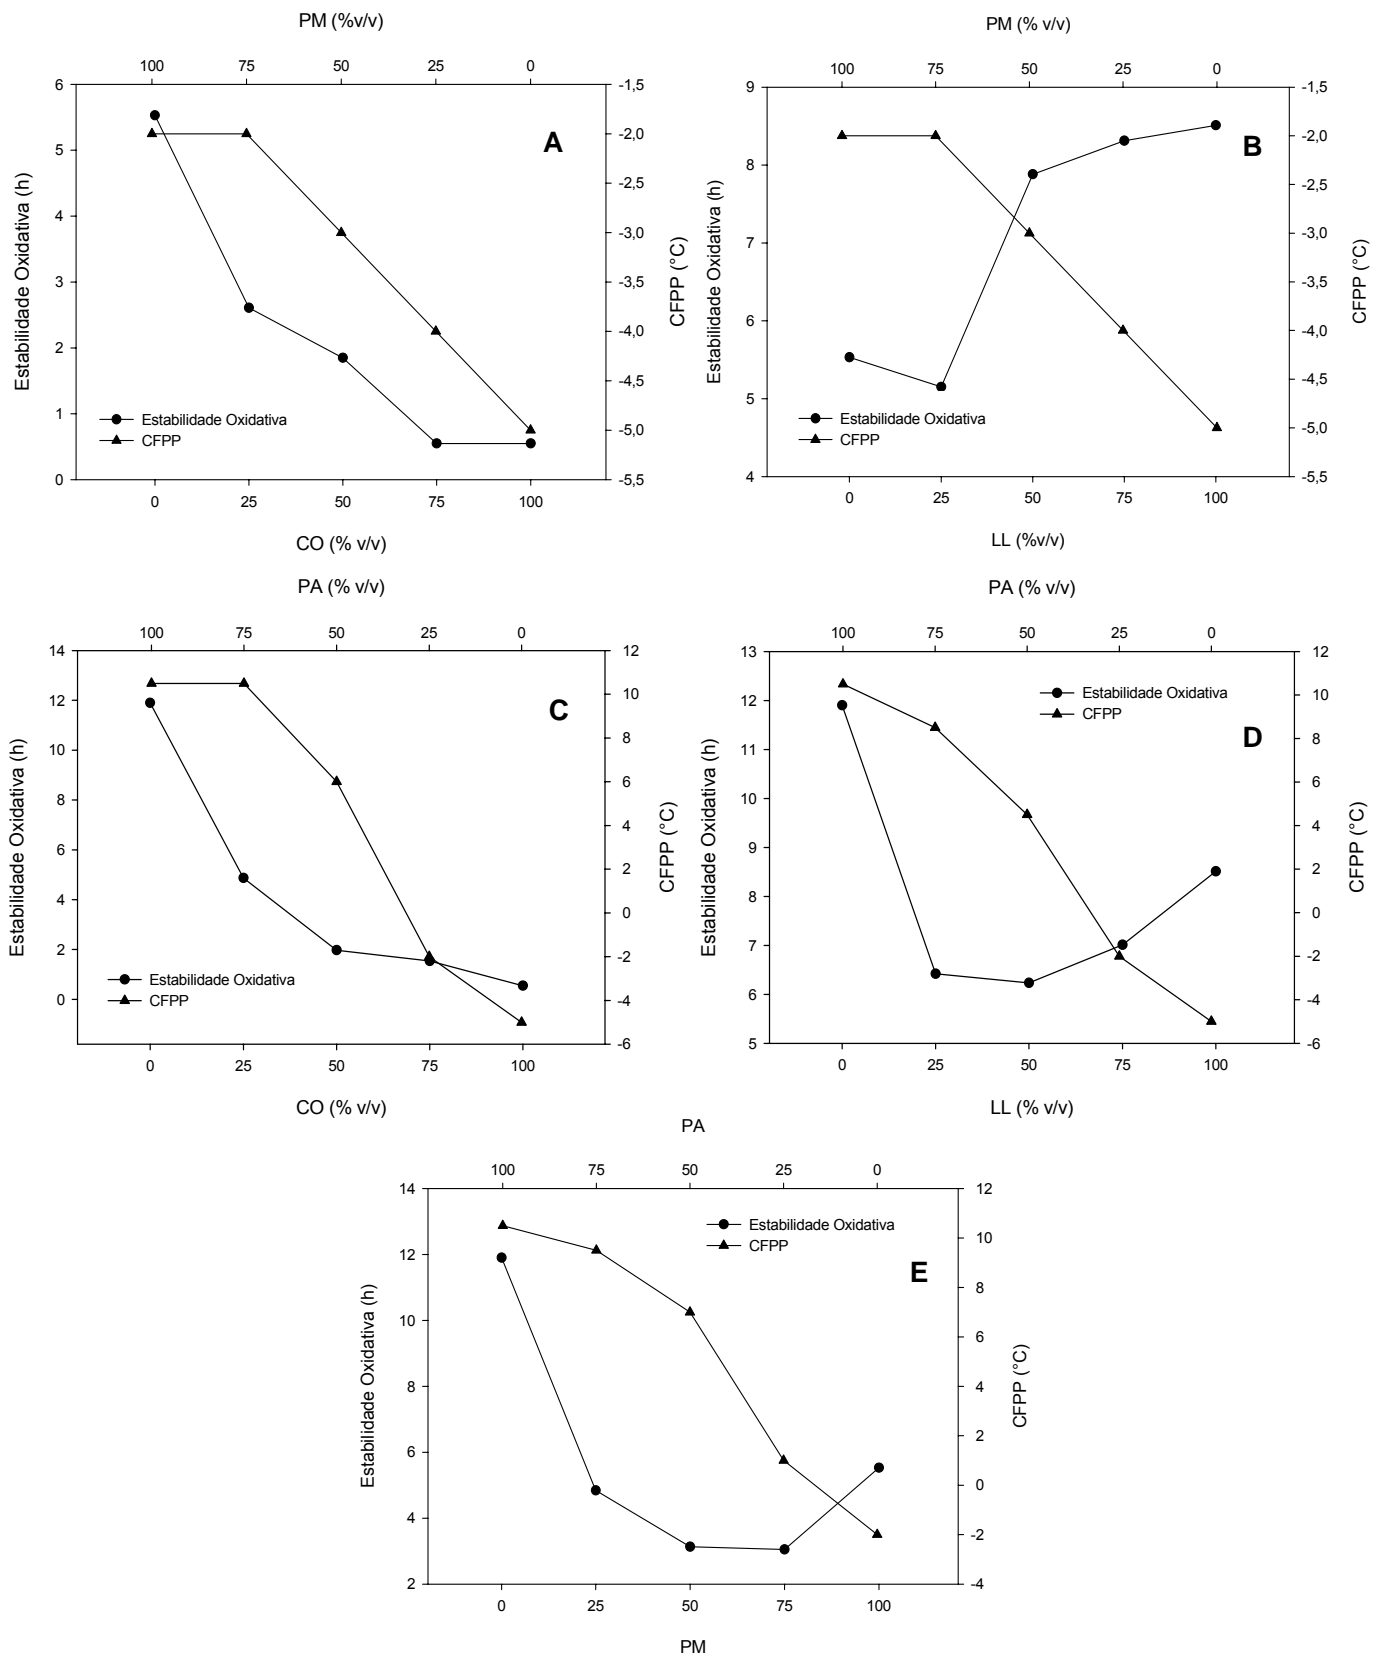 PM (%v/v)
100 75 50 25 0
6 5 4 3 2 1 0
Estabilidade Oxidativa (h)
A
-1,5 -2,0 -2,5 -3,0 -3,5 -4,0 -4,5 -5,0 -5,5
CFPP (°C)
Estabilidade Oxidativa
CFPP
0 25 50 75 100
CO (% v/v)
PM (% v/v)
100 75 50 25 0
9 8 7 6 5 4
Estabilidade Oxidativa (h)
B
-1,5 -2,0 -2,5 -3,0 -3,5 -4,0 -4,5 -5,0 -5,5
CFPP (°C)
Estabilidade Oxidativa
CFPP
0 25 50 75 100
LL (%v/v)
PA (% v/v)
100 75 50 25 0
14 12 10 8 6 4 2 0
Estabilidade Oxidativa (h)
C
12 10 8 6 4 2 0 -2 -4 -6
CFPP (°C)
Estabilidade Oxidativa
CFPP
0 25 50 75 100
CO (% v/v)
PA (% v/v)
100 75 50 25 0
13 12 11 10 9 8 7 6 5
Estabilidade Oxidativa (h)
Estabilidade Oxidativa
CFPP
D
12 10 8 6 4 2 0 -2 -4 -6
CFPP (°C)
0 25 50 75 100
LL (% v/v)
PA
100 75 50 25 0
14 12 10 8 6 4 2
Estabilidade Oxidativa (h)
Estabilidade Oxidativa
CFPP
E
12 10 8 6 4 2 0 -2 -4
CFPP (°C)
0 25 50 75 100
PM